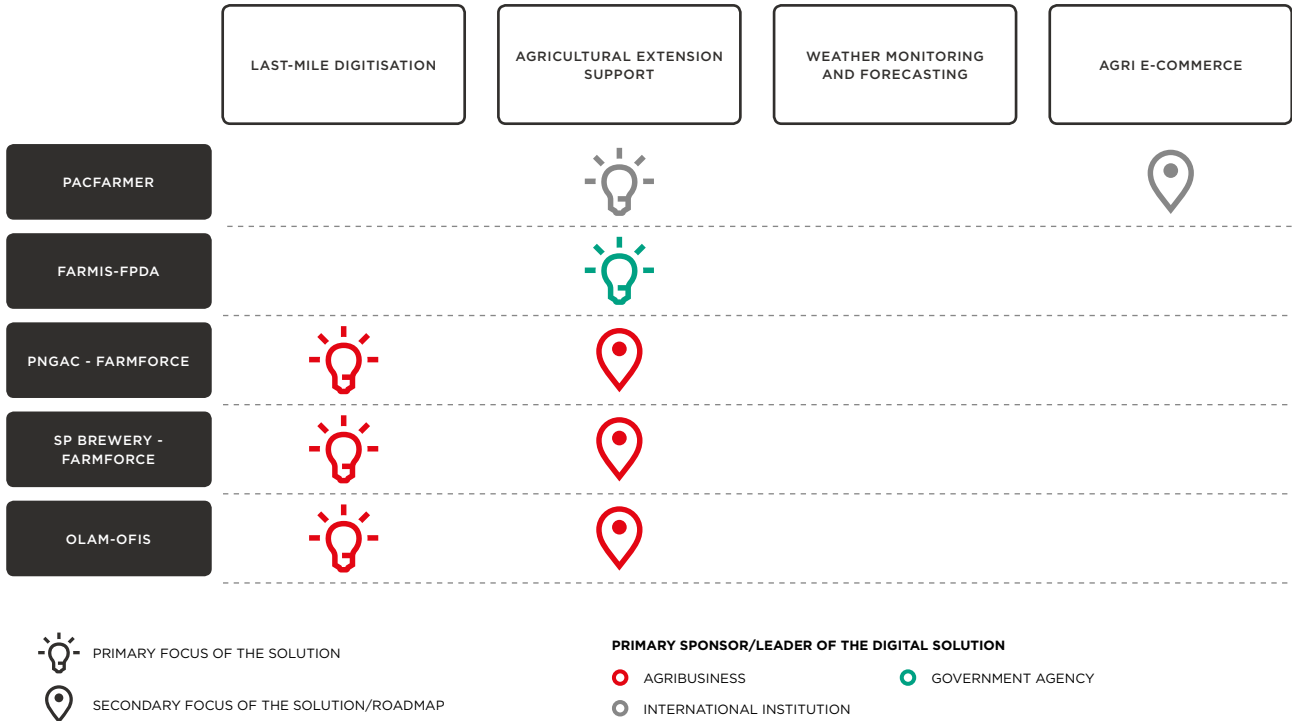 LAST-MILE DIGITISATION
AGRICULTURAL EXTENSION
SUPPORT
WEATHER MONITORING
AND FORECASTING
AGRI E-COMMERCE
PACFARMER
FARMIS-FPDA
PNGAC - FARMFORCE
SP BREWERY -
FARMFORCE
OLAM-OFIS
PRIMARY FOCUS OF THE SOLUTION
SECONDARY FOCUS OF THE SOLUTION/ROADMAP
PRIMARY SPONSOR/LEADER OF THE DIGITAL SOLUTION
AGRIBUSINESS
GOVERNMENT AGENCY
INTERNATIONAL INSTITUTION